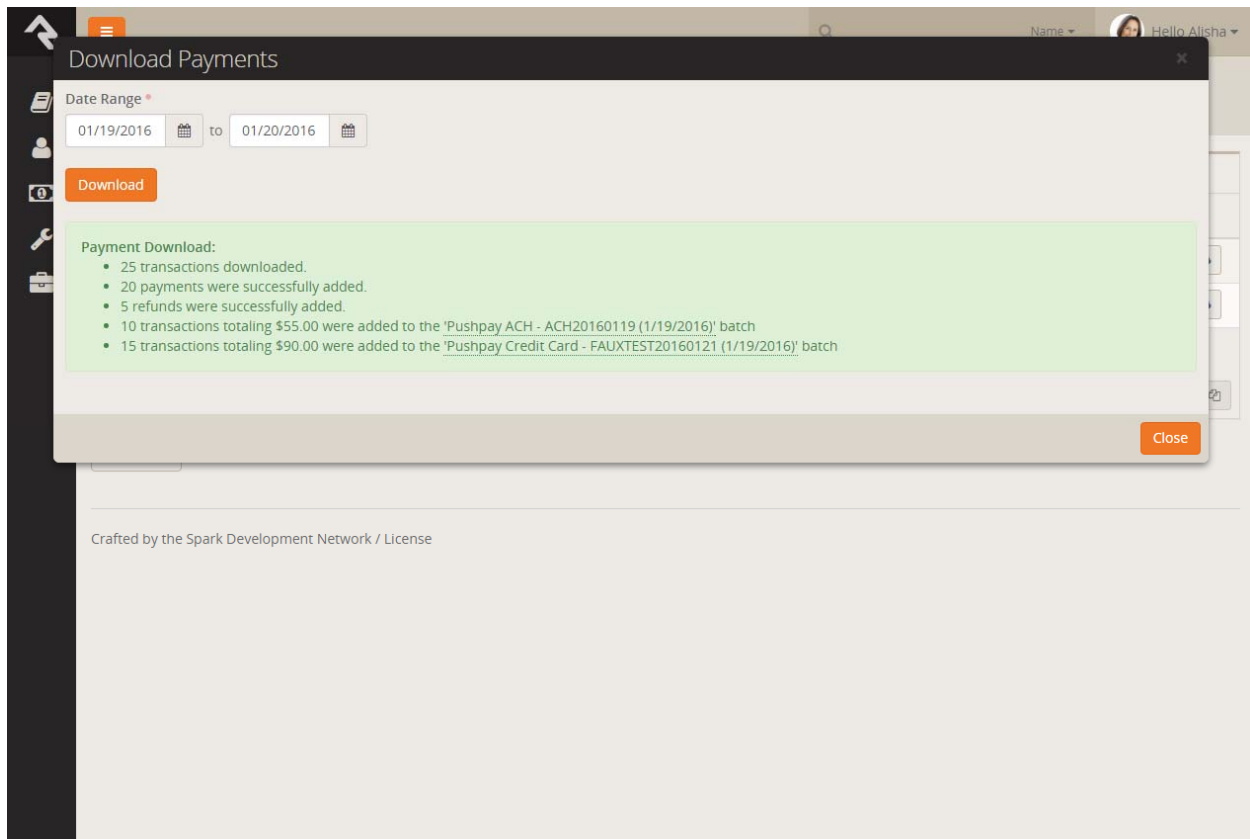 Name
Hello Alisha
Download Payments
×
Date Range *
01/19/2016 to 01/20/2016
Download
Payment Download:
• 25 transactions downloaded.
• 20 payments were successfully added.
• 5 refunds were successfully added.
• 10 transactions totaling $55.00 were added to the 'Pushpay ACH - ACH20160119 (1/19/2016)' batch
• 15 transactions totaling $90.00 were added to the 'Pushpay Credit Card - FAUXTEST20160121 (1/19/2016)' batch
Close
Crafted by the Spark Development Network / License